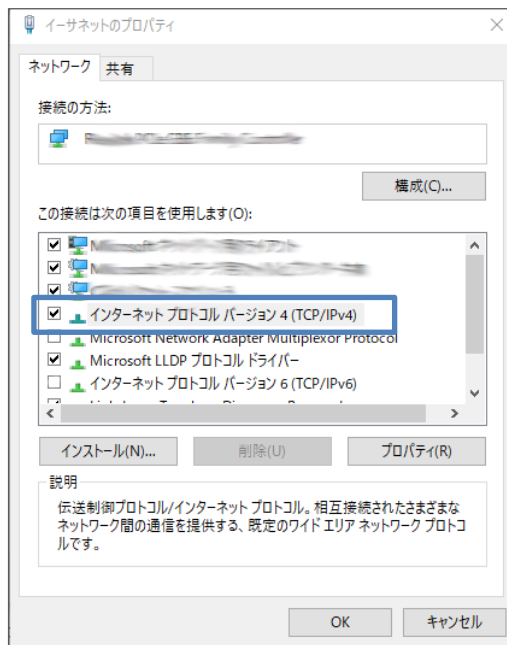 イーサネットのプロパティ
ネットワーク 共有
接続の方法:
構成(C)...
この接続は次の項目を使用します(O):
Microsoft
Microsoft
インターネット プロトコル バージョン 4 (TCP/IPv4)
Microsoft Network Adapter Multiplexor Protocol
Microsoft LLDP プロトコル ドライバー
インターネット プロトコル バージョン 6 (TCP/IPv6)
インストール(N)... 削除(U) プロパティ(R)
説明
伝送制御プロトコル/インターネット プロトコル。相互接続されたさまざまな
ネットワーク間の通信を提供する、既定のワイド エリア ネットワーク プロトコ
ルです。
OK キャンセル